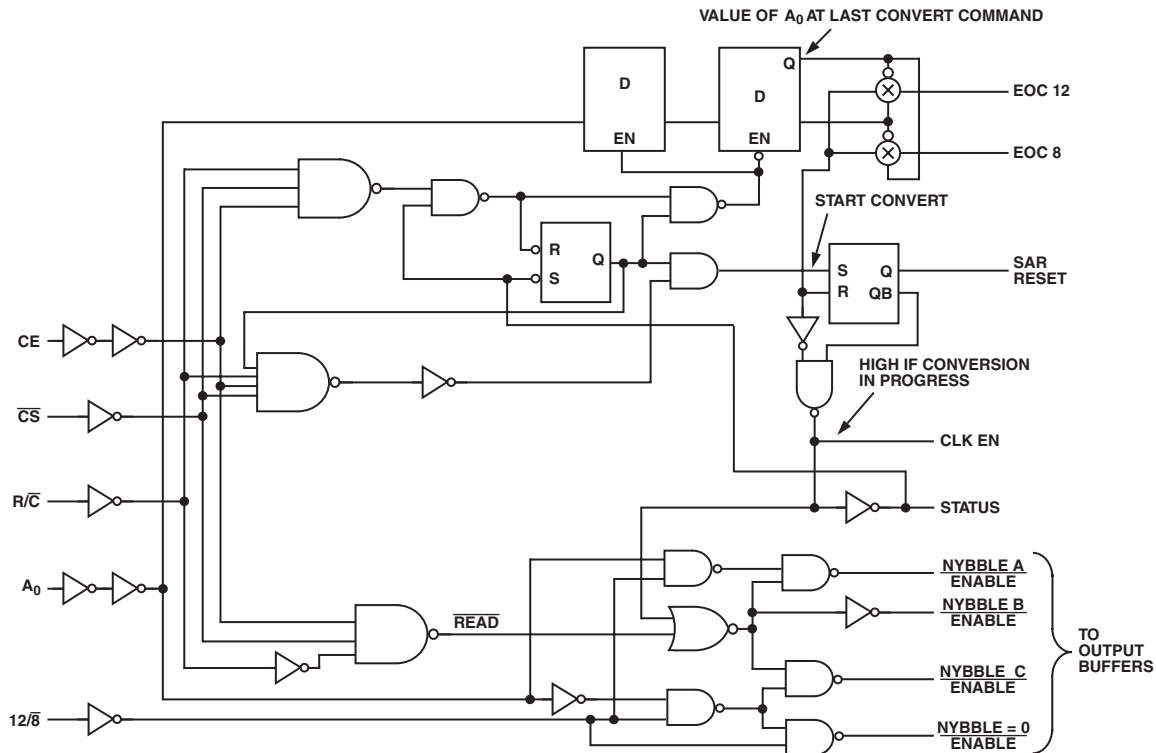 VALUE OF A0 AT LAST CONVERT COMMAND
D
EN
Q
D
EN
EOC 12
EOC 8
START CONVERT
R
S
Q
S
R
Q
QB
SAR
RESET
CE
CS
R/C
A0
12/8
HIGH IF CONVERSION
IN PROGRESS
CLK EN
STATUS
READ
NYBBLE A
ENABLE
NYBBLE B
ENABLE
NYBBLE C
ENABLE
NYBBLE = 0
ENABLE
TO
OUTPUT
BUFFERS